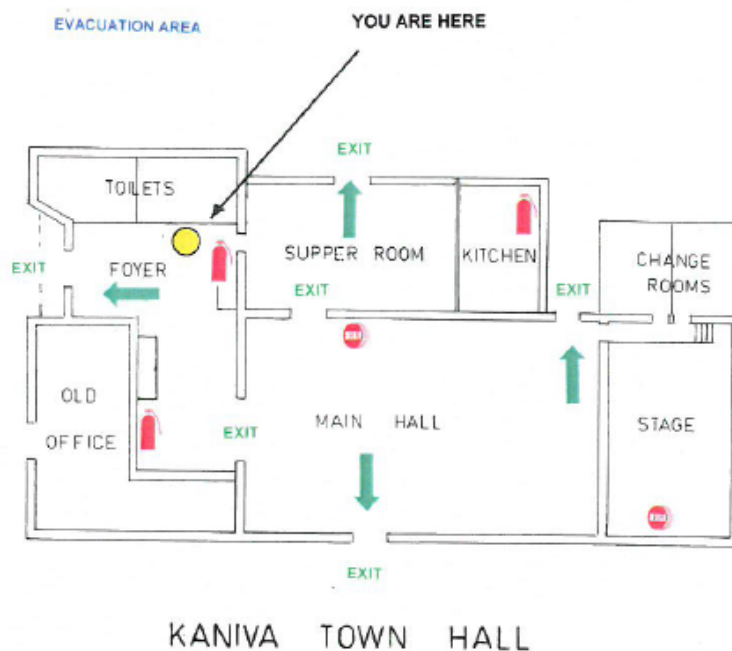 EVACUATION AREA
YOU ARE HERE
EXIT
TOILETS
EXIT
FOYER
SUPPER ROOM
KITCHEN
CHANGE
ROOMS
EXIT
EXIT
OLD
OFFICE
EXIT
MAIN HALL
STAGE
EXIT
KANIVA TOWN HALL